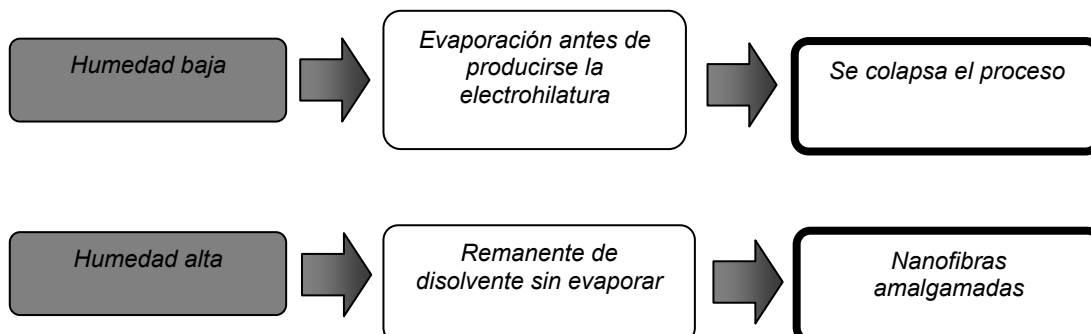 Humedad baja
Evaporación antes de
producirse la
electrohilatura
Se colapsa el proceso
Humedad alta
Remanente de
disolvente sin evaporar
Nanofibras
amalgamadas